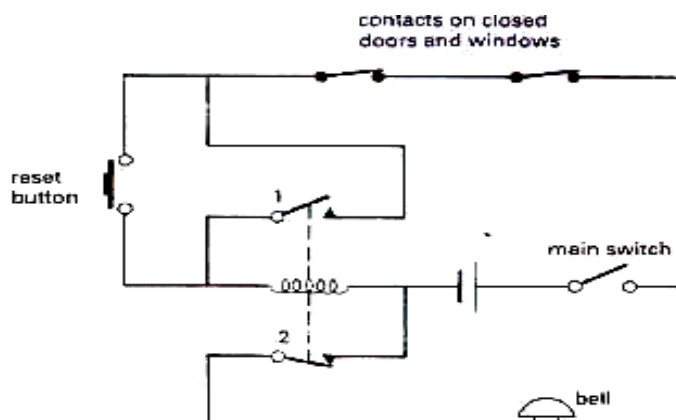 contacts on closed
doors and windows
reset
button
1
main switch
2
bell